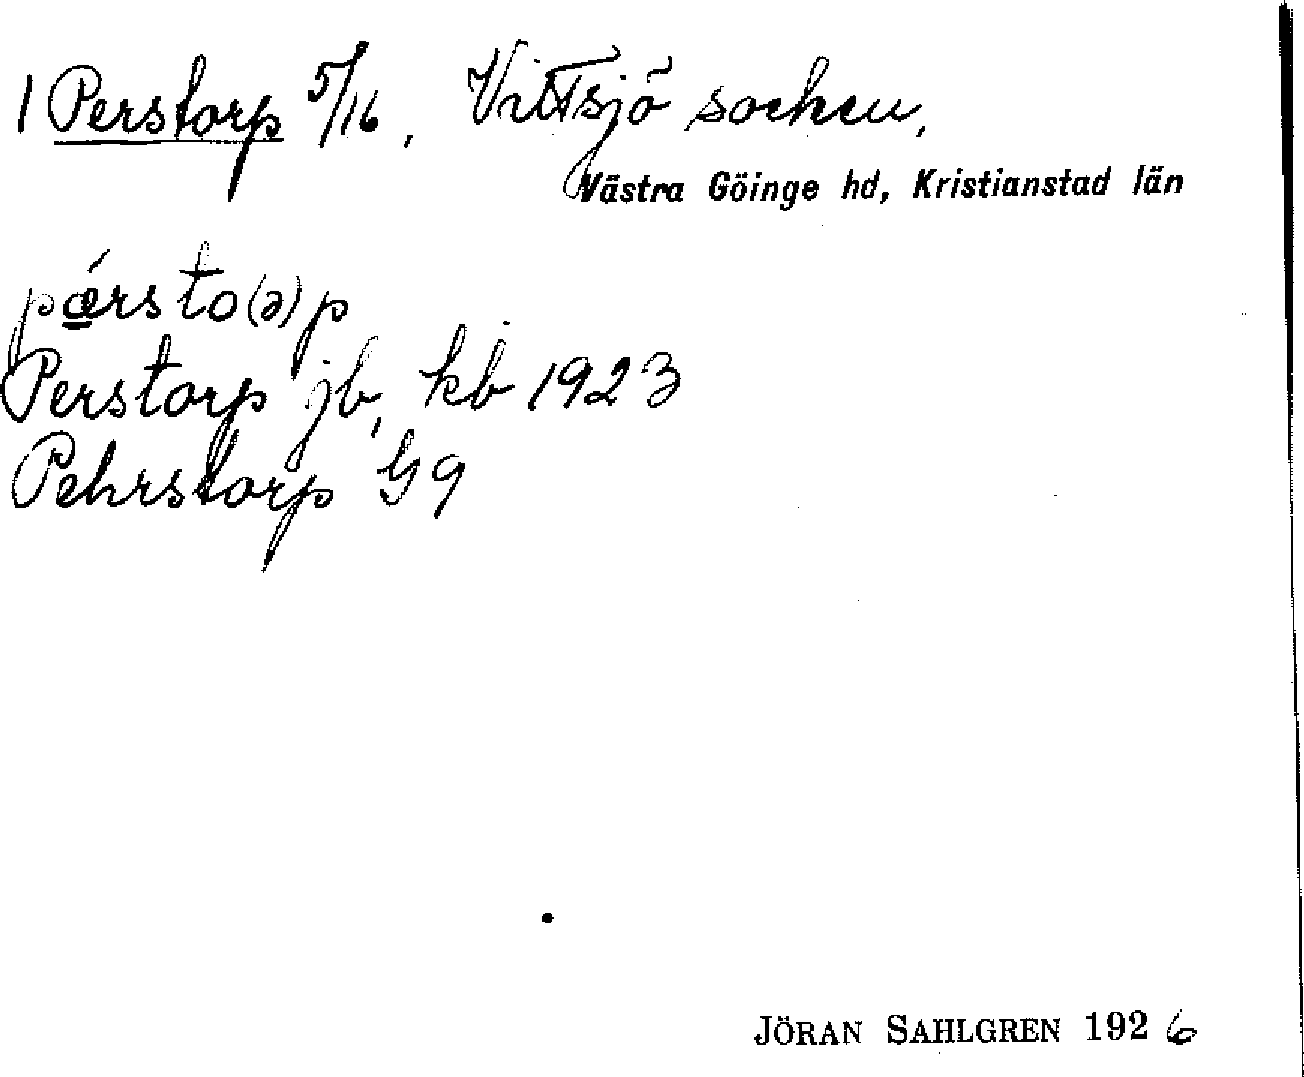 1 Perstorp 5/16, Vittsjö socken,
Västra Göinge hd, Kristianstad län
pǽrsto(ə)p
Perstorp jb, kb 1923
Pehrstorp G9
JÖRAN SAHLGREN 1926